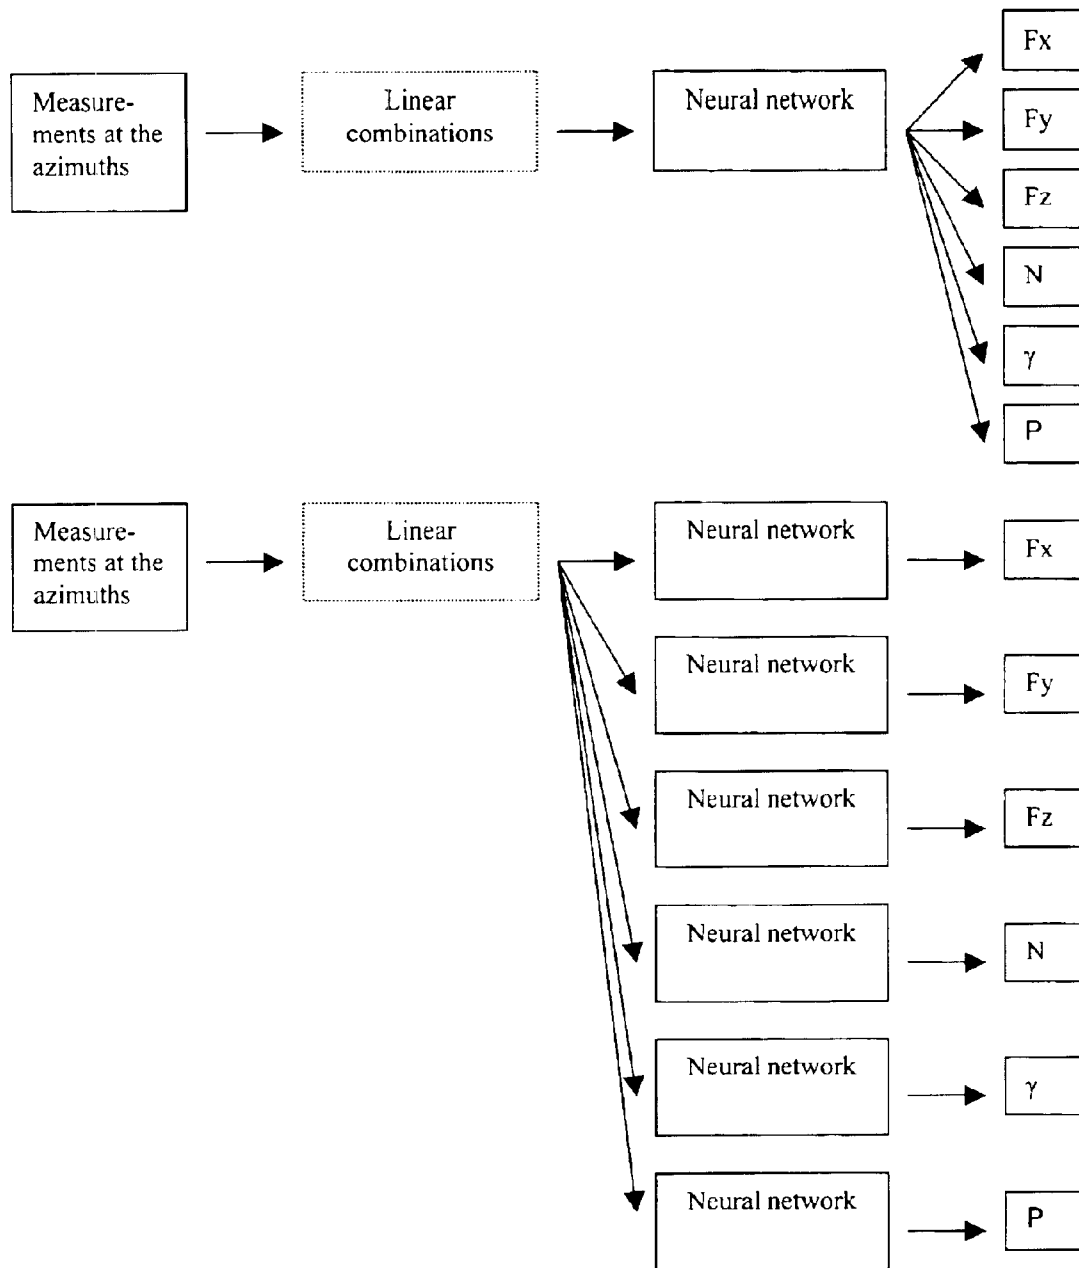 Measure-
ments at the
azimuths
Linear
combinations
Neural network
Fx
Fy
Fz
N
γ
P
Measure-
ments at the
azimuths
Linear
combinations
Neural network
Fx
Neural network
Fy
Neural network
Fz
Neural network
N
Neural network
γ
Neural network
P